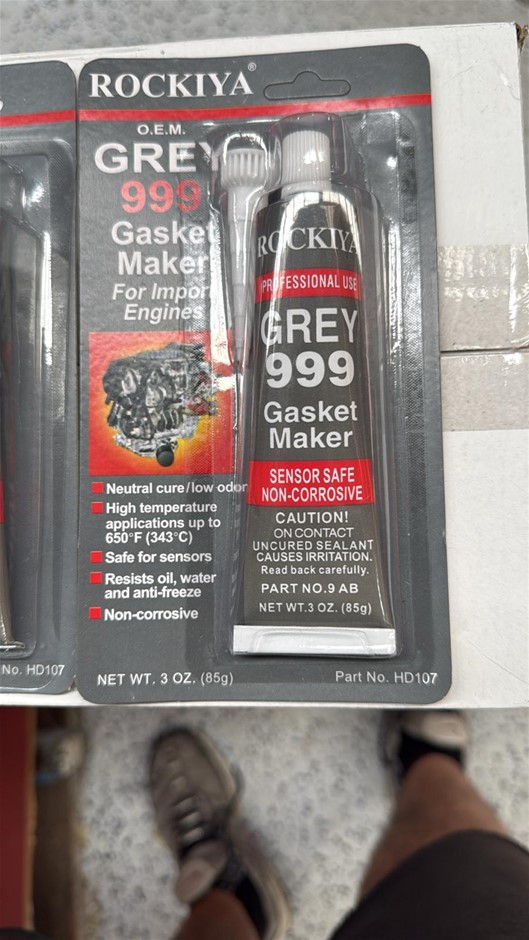 ROCKIYA®
O.E.M.
GREY
999
Gasket
Maker
For Import
Engines
Neutral cure/low odor
High temperature
applications up to
650°F (343°C)
Safe for sensors
Resists oil, water
and anti-freeze
Non-corrosive
NET WT. 3 OZ. (85g)
Part No. HD107
ROCKIYA
PROFESSIONAL USE
GREY
999
Gasket
Maker
SENSOR SAFE
NON-CORROSIVE
CAUTION!
ON CONTACT
UNCURED SEALANT
CAUSES IRRITATION.
Read back carefully.
PART NO.9 AB
NET WT.3 OZ. (85g)
No. HD107